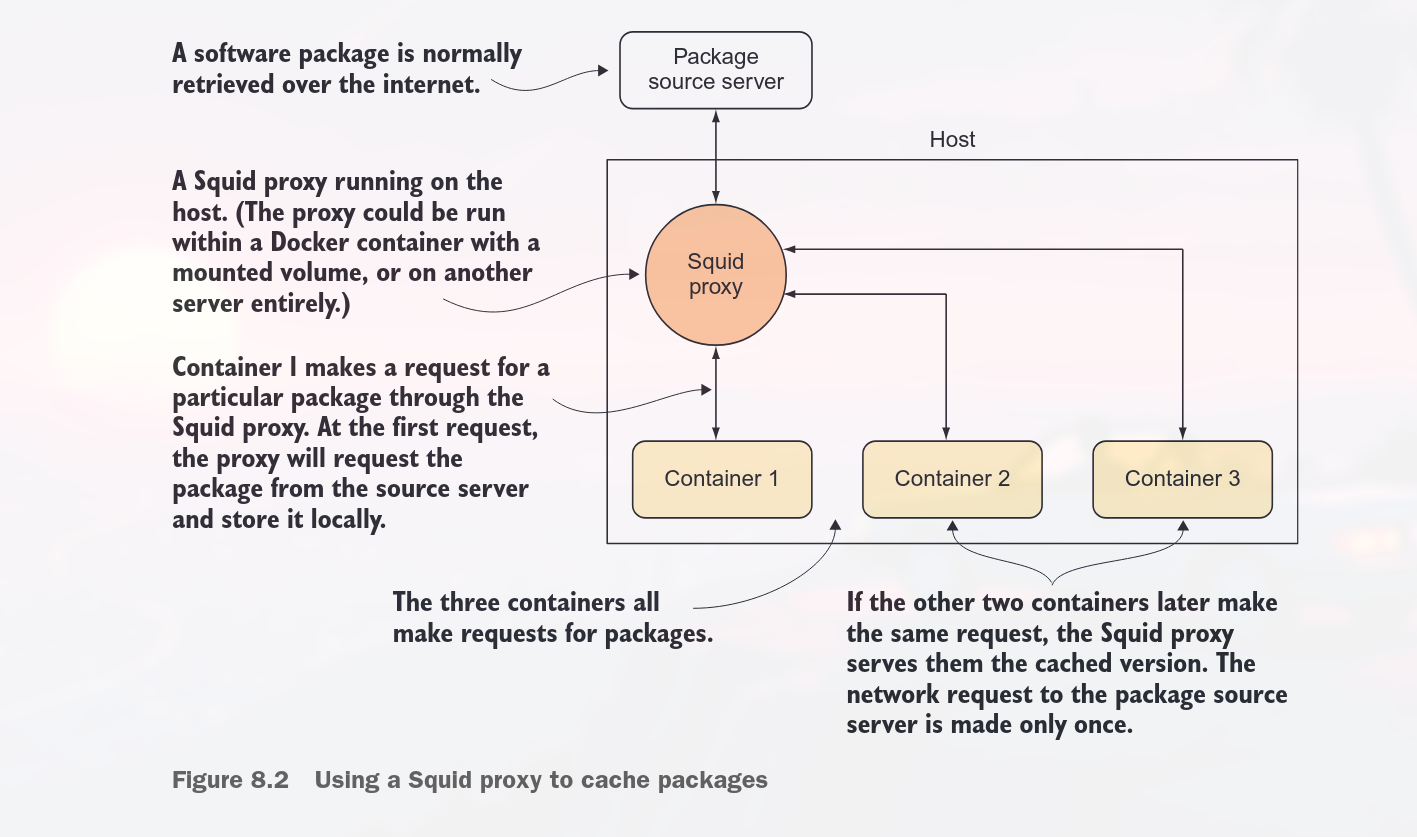 A software package is normally
retrieved over the internet.
Package
source server
Host
A Squid proxy running on the
host. (The proxy could be run
within a Docker container with a
mounted volume, or on another
server entirely.)
Squid
proxy
Container 1 makes a request for a
particular package through the
Squid proxy. At the first request,
the proxy will request the
package from the source server
and store it locally.
Container 1
Container 2
Container 3
The three containers all
make requests for packages.
If the other two containers later make
the same request, the Squid proxy
serves them the cached version. The
network request to the package source
server is made only once.
Figure 8.2 Using a Squid proxy to cache packages